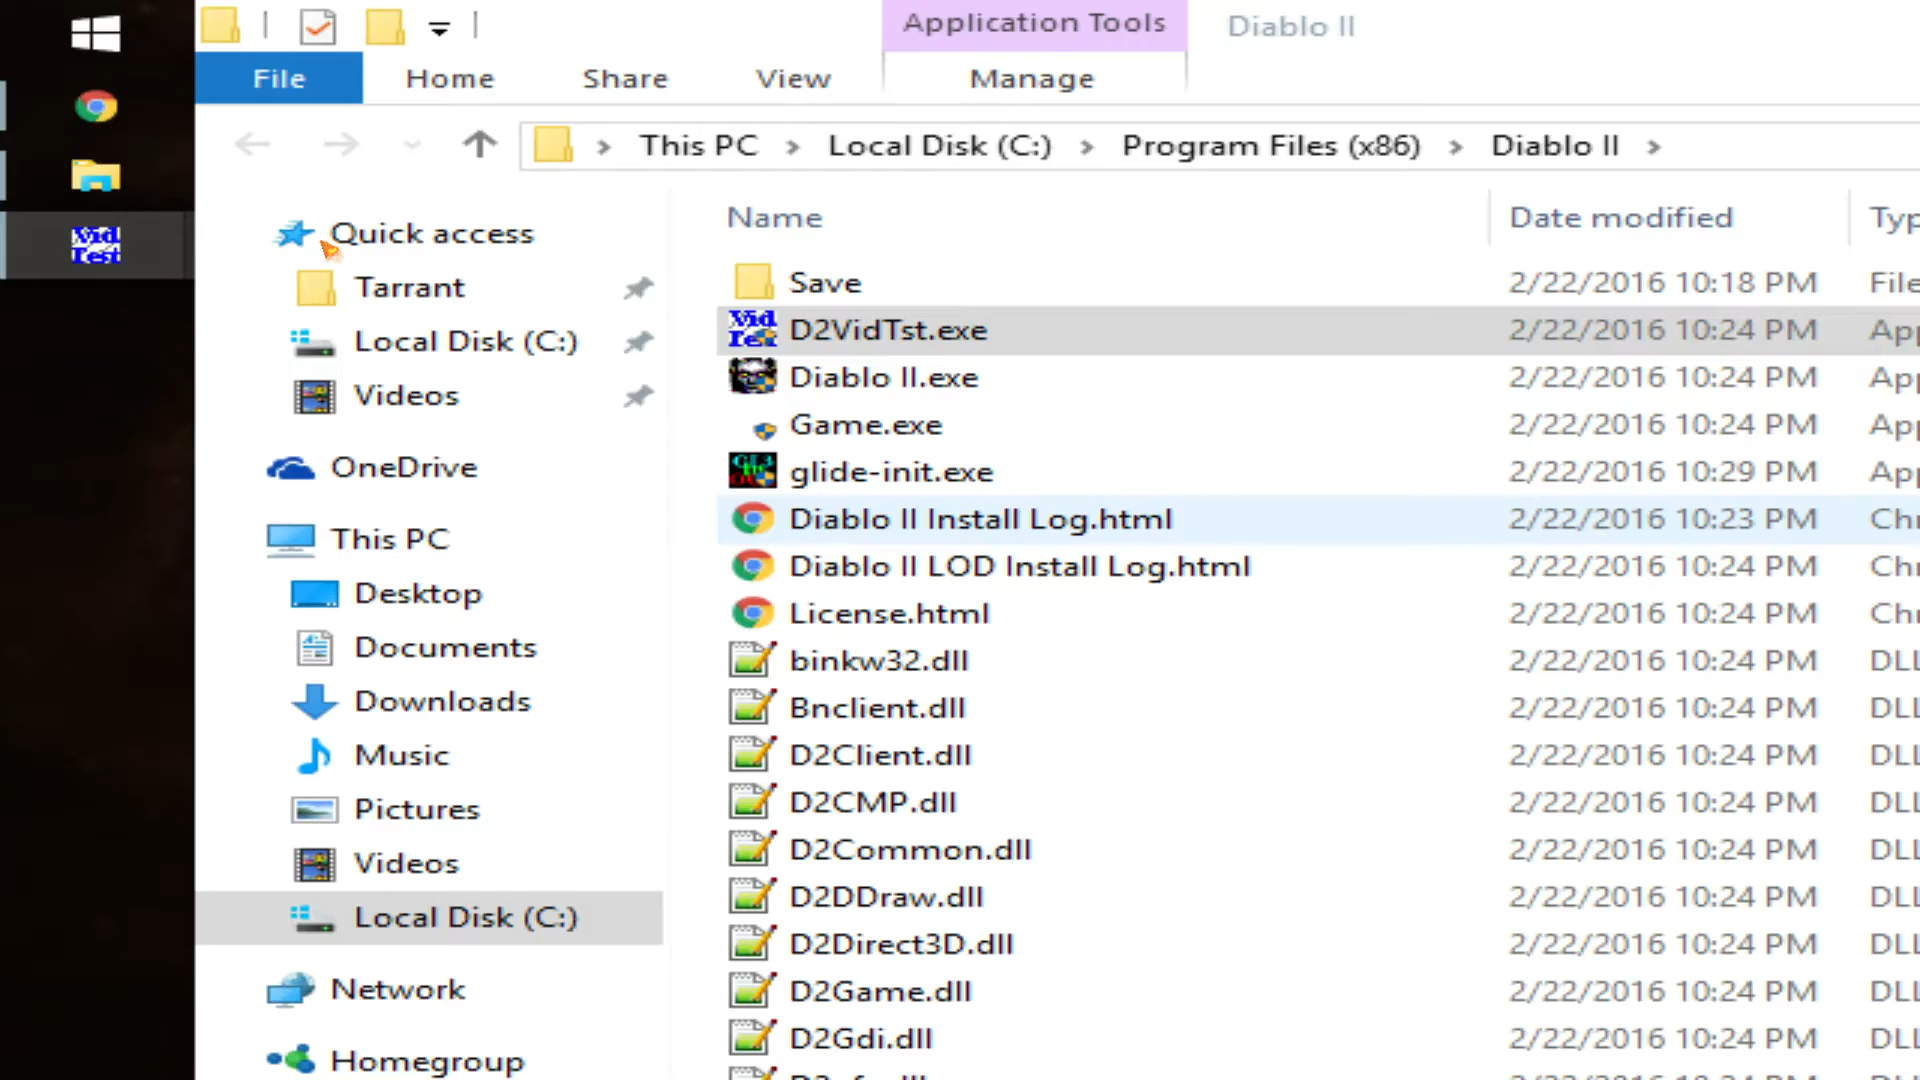 Application Tools
Diablo II
File
Home
Share
View
Manage
This PC > Local Disk (C:) > Program Files (x86) > Diablo II >
Name
Date modified
Quick access
Tarrant
Local Disk (C:)
Videos
OneDrive
This PC
Desktop
Documents
Downloads
Music
Pictures
Videos
Local Disk (C:)
Network
Homegroup
Vid
Test
Save 2/22/2016 10:18 PM File
D2VidTst.exe 2/22/2016 10:24 PM App
Diablo II.exe 2/22/2016 10:24 PM App
Game.exe 2/22/2016 10:24 PM App
glide-init.exe 2/22/2016 10:29 PM App
Diablo II Install Log.html 2/22/2016 10:23 PM Chr
Diablo II LOD Install Log.html 2/22/2016 10:24 PM Chr
License.html 2/22/2016 10:24 PM Chr
binkw32.dll 2/22/2016 10:24 PM DLL
Bnclient.dll 2/22/2016 10:24 PM DLL
D2Client.dll 2/22/2016 10:24 PM DLL
D2CMP.dll 2/22/2016 10:24 PM DLL
D2Common.dll 2/22/2016 10:24 PM DLL
D2DDraw.dll 2/22/2016 10:24 PM DLL
D2Direct3D.dll 2/22/2016 10:24 PM DLL
D2Game.dll 2/22/2016 10:24 PM DLL
D2Gdi.dll 2/22/2016 10:24 PM DLL